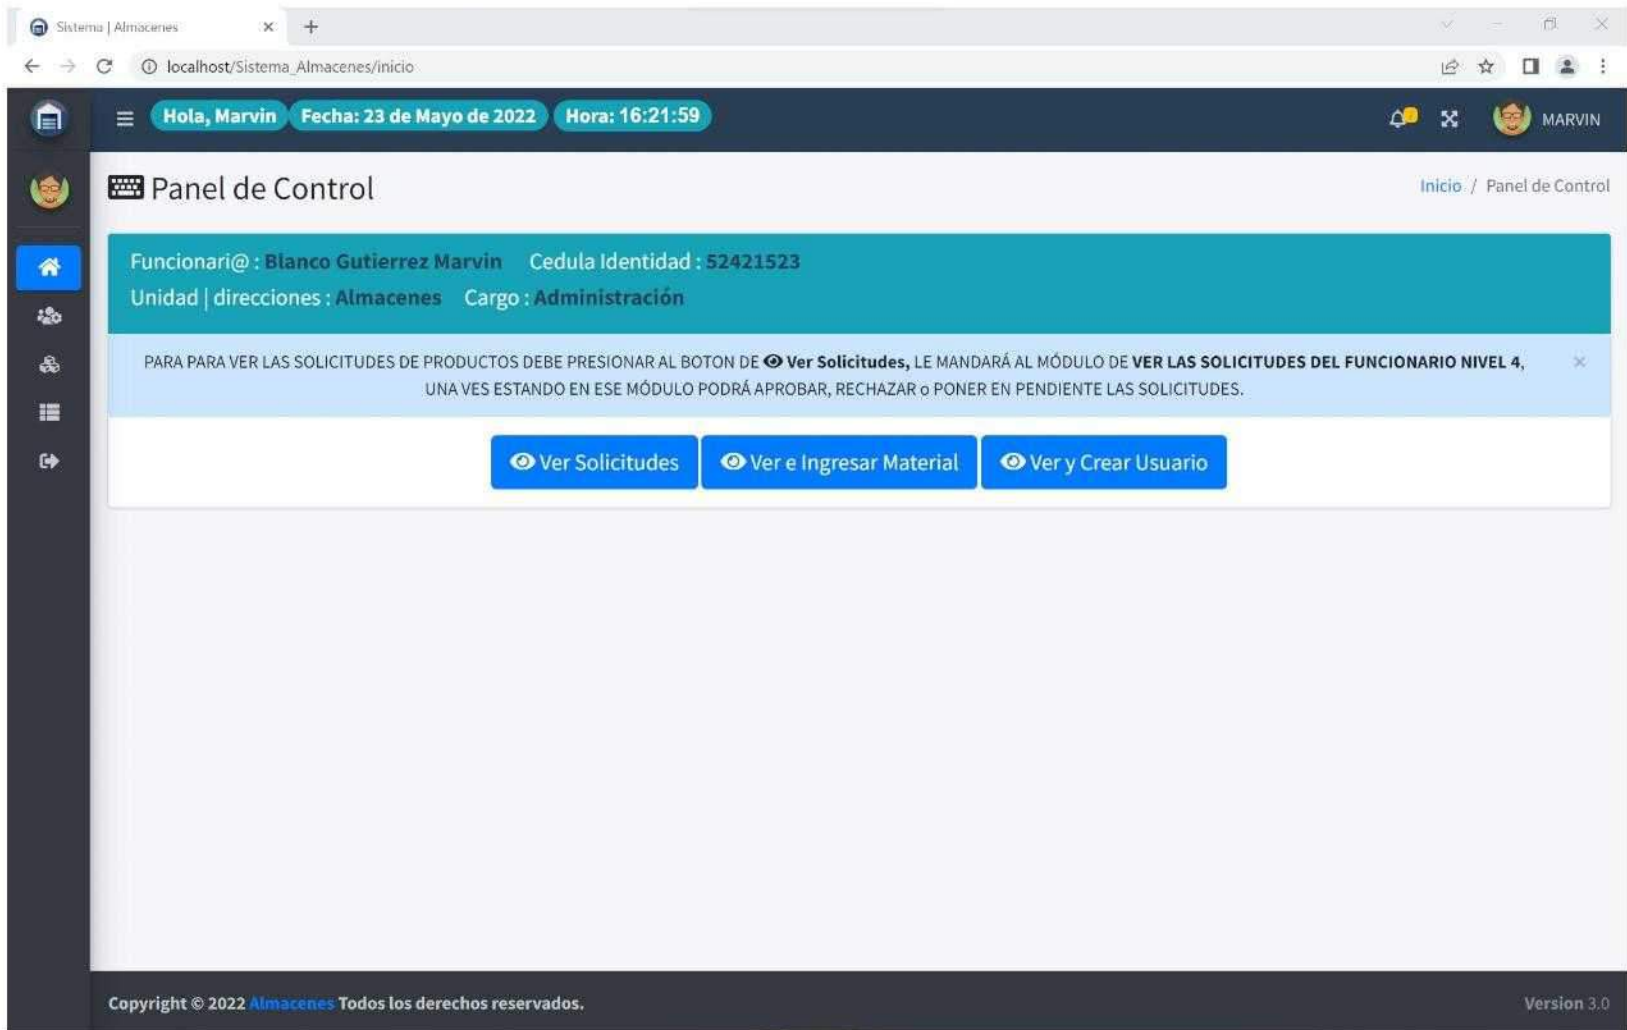 Sistema | Almacenes
localhost/Sistema_Almacenes/inicio
Hola, Marvin Fecha: 23 de Mayo de 2022 Hora: 16:21:59 MARVIN
Panel de Control Inicio / Panel de Control
Funcionari@ : Blanco Gutierrez Marvin Cedula Identidad : 52421523
Unidad | direcciones : Almacenes Cargo : Administración
PARA PARA VER LAS SOLICITUDES DE PRODUCTOS DEBE PRESIONAR AL BOTON DE Ver Solicitudes, LE MANDARÁ AL MÓDULO DE VER LAS SOLICITUDES DEL FUNCIONARIO NIVEL 4,
UNA VES ESTANDO EN ESE MÓDULO PODRÁ APROBAR, RECHAZAR o PONER EN PENDIENTE LAS SOLICITUDES.
Ver Solicitudes Ver e Ingresar Material Ver y Crear Usuario
Copyright © 2022 Almacenes Todos los derechos reservados. Version 3.0